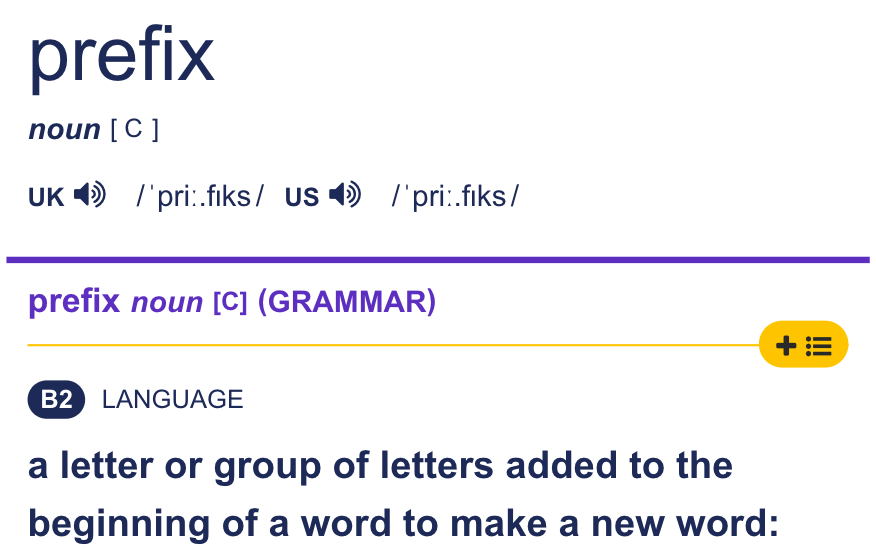 prefix
noun [ C ]
UK /ˈpriː.fɪks/ US /ˈpriː.fɪks/
prefix noun [C] (GRAMMAR)
B2 LANGUAGE
a letter or group of letters added to the
beginning of a word to make a new word: